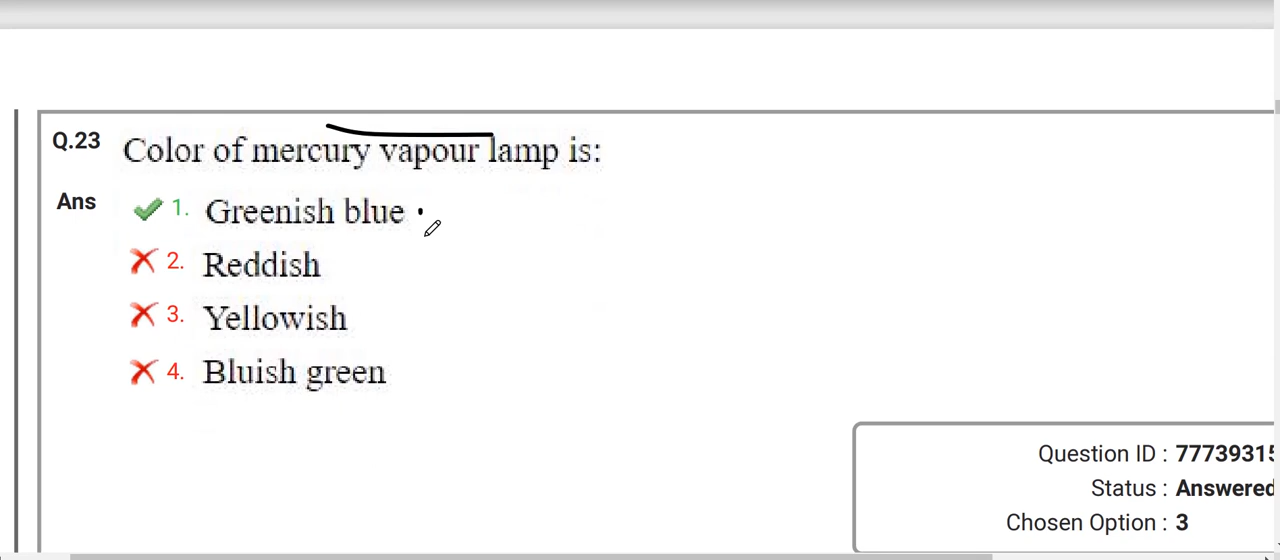 Q.23 Color of mercury vapour lamp is:
Ans 1. Greenish blue
2. Reddish
3. Yellowish
4. Bluish green
Question ID : 7773931
Status : Answered
Chosen Option : 3